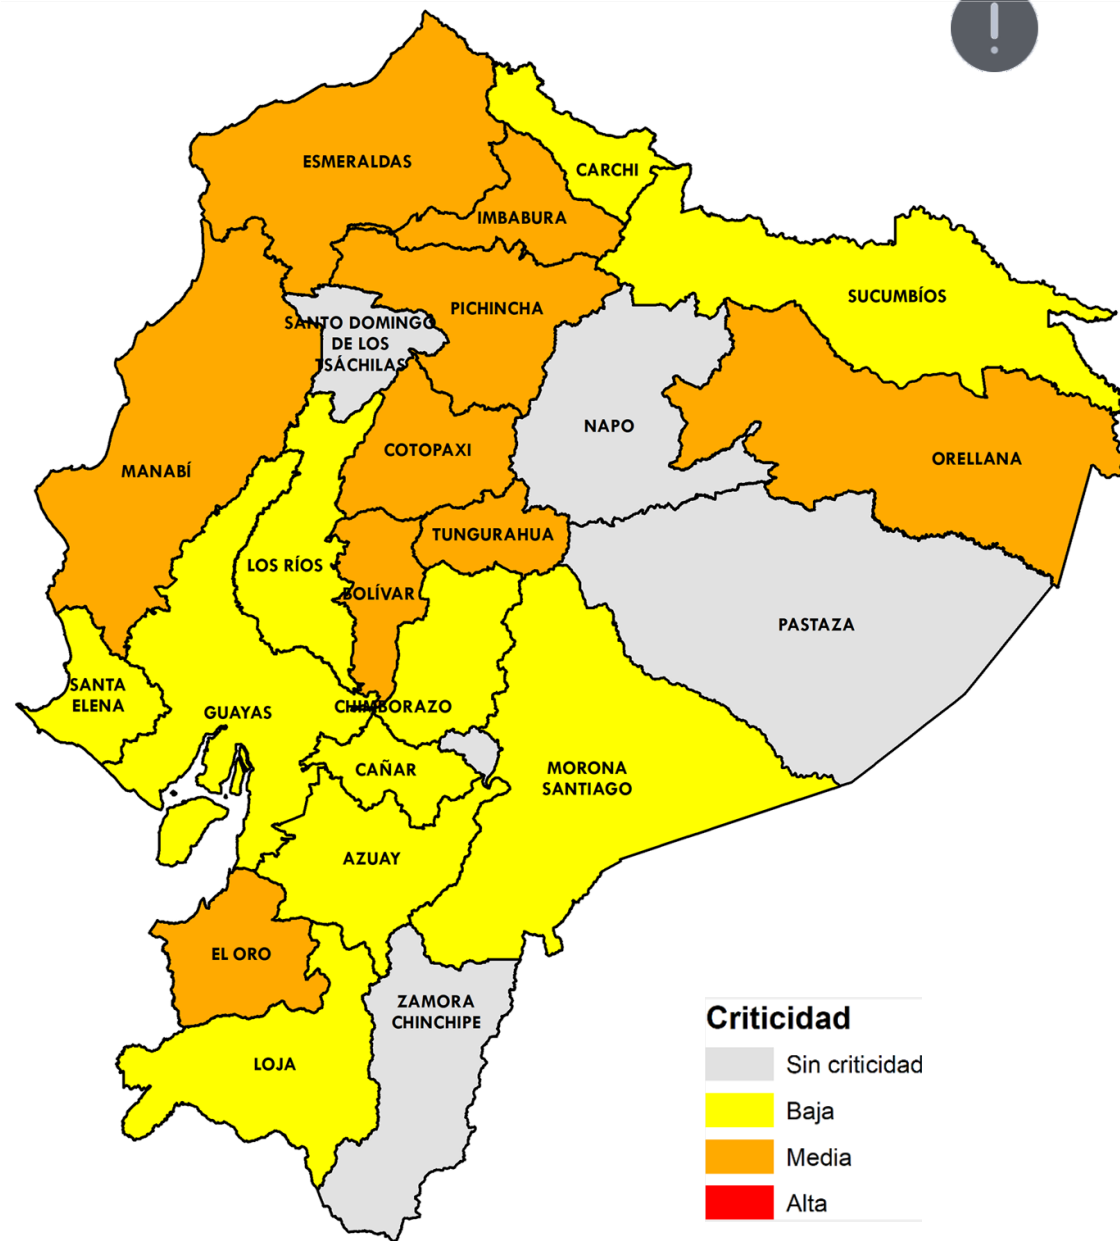 !
ESMERALDAS
CARCHI
IMBABURA
SUCUMBÍOS
PICHINCHA
SANTO DOMINGO
DE LOS
TSÁCHILAS
NAPO
COTOPAXI
ORELLANA
MANABÍ
TUNGURAHUA
LOS RÍOS
BOLÍVAR
PASTAZA
SANTA
ELENA
GUAYAS
CHIMBORAZO
CAÑAR
MORONA
SANTIAGO
AZUAY
EL ORO
ZAMORA
CHINCHIPE
LOJA
Criticidad
Sin criticidad
Baja
Media
Alta